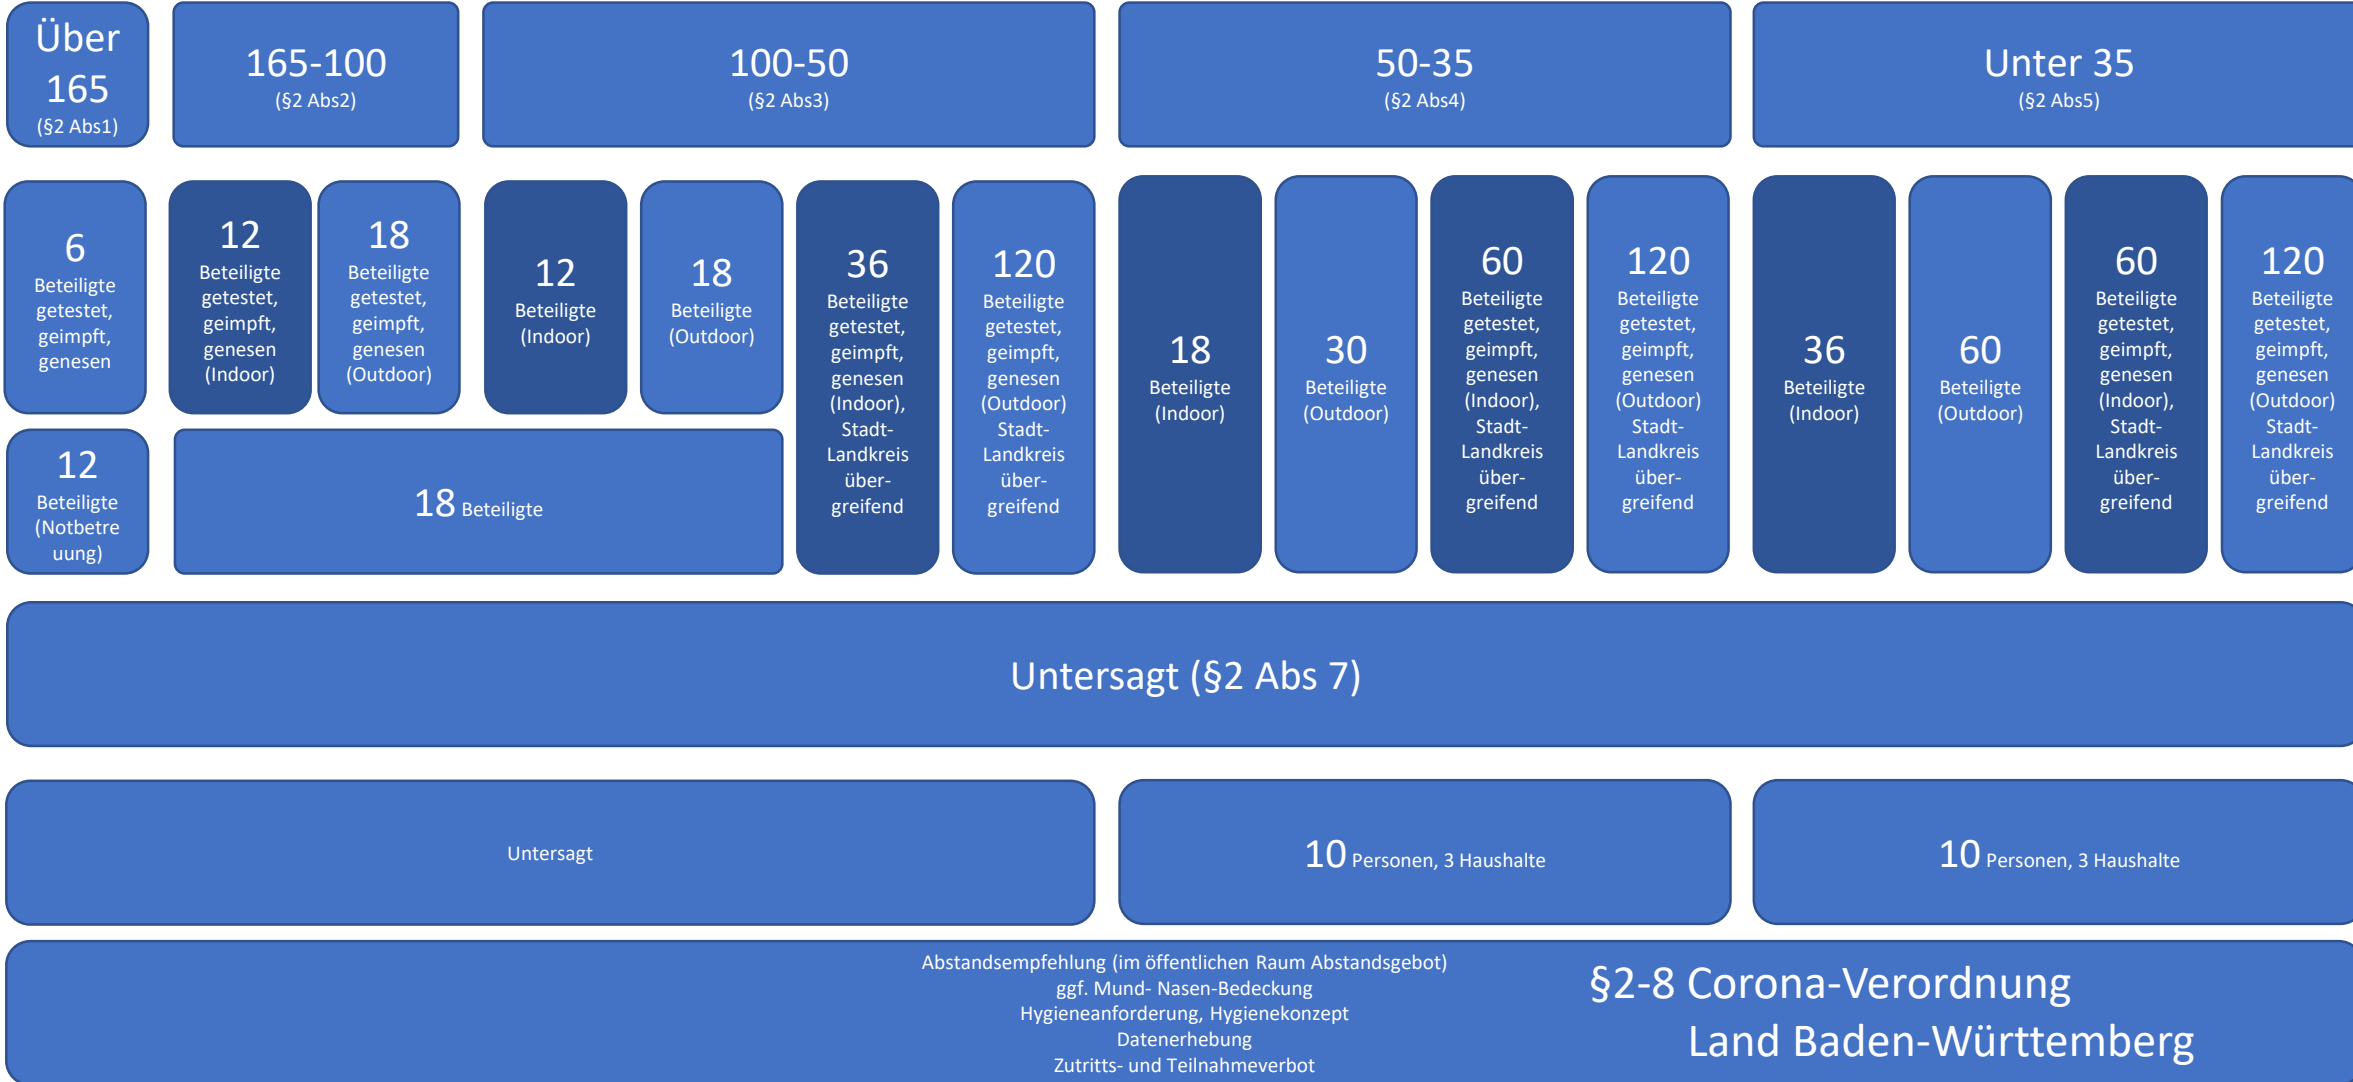 Über
165
(§2 Abs1)
165-100
(§2 Abs2)
100-50
(§2 Abs3)
50-35
(§2 Abs4)
Unter 35
(§2 Abs5)
6
Beteiligte
getestet,
geimpft,
genesen
12
Beteiligte
getestet,
geimpft,
genesen
(Indoor)
18
Beteiligte
getestet,
geimpft,
genesen
(Outdoor)
12
Beteiligte
(Indoor)
18
Beteiligte
(Outdoor)
36
Beteiligte
getestet,
geimpft,
genesen
(Indoor),
Stadt-
Landkreis
über-
greifend
120
Beteiligte
getestet,
geimpft,
genesen
(Outdoor)
Stadt-
Landkreis
über-
greifend
18
Beteiligte
(Indoor)
30
Beteiligte
(Outdoor)
60
Beteiligte
getestet,
geimpft,
genesen
(Indoor),
Stadt-
Landkreis
über-
greifend
120
Beteiligte
getestet,
geimpft,
genesen
(Outdoor)
Stadt-
Landkreis
über-
greifend
36
Beteiligte
(Indoor)
60
Beteiligte
(Outdoor)
60
Beteiligte
getestet,
geimpft,
genesen
(Indoor),
Stadt-
Landkreis
über-
greifend
120
Beteiligte
getestet,
geimpft,
genesen
(Outdoor)
Stadt-
Landkreis
über-
greifend
12
Beteiligte
(Notbetre
uung)
18 Beteiligte
Untersagt (§2 Abs 7)
Untersagt
10 Personen, 3 Haushalte
10 Personen, 3 Haushalte
Abstandsempfehlung (im öffentlichen Raum Abstandsgebot)
ggf. Mund- Nasen-Bedeckung
Hygieneanforderung, Hygienekonzept
Datenerhebung
Zutritts- und Teilnahmeverbot
§2-8 Corona-Verordnung
Land Baden-Württemberg